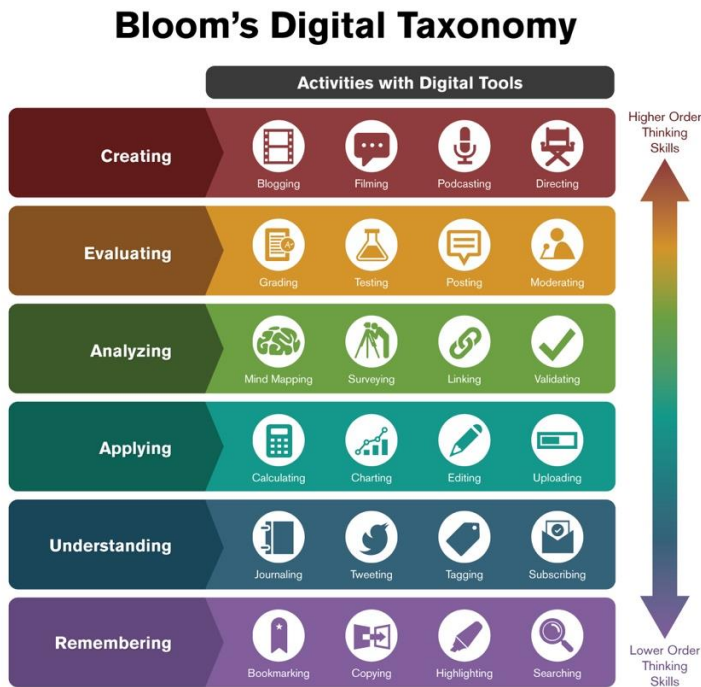 Bloom's Digital Taxonomy
Activities with Digital Tools
Higher Order
Thinking
Skills
Creating
Blogging Filming Podcasting Directing
Evaluating
A+
Grading Testing Posting Moderating
Analyzing
Mind Mapping Surveying Linking Validating
Applying
Calculating Charting Editing Uploading
Understanding
Journaling Tweeting Tagging Subscribing
Remembering
Bookmarking Copying Highlighting Searching
Lower Order
Thinking
Skills